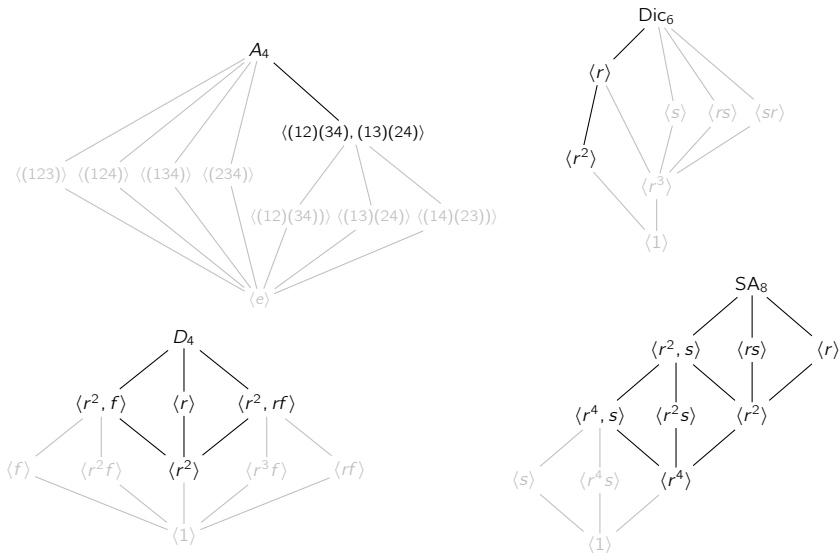 A₄
⟨(12)(34), (13)(24)⟩
⟨(123)⟩ ⟨(124)⟩ ⟨(134)⟩ ⟨(234)⟩
⟨(12)(34))⟩ ⟨(13)(24)⟩ ⟨(14)(23))⟩
⟨e⟩
Dic₆
⟨r⟩
⟨s⟩ ⟨rs⟩ ⟨sr⟩
⟨r²⟩
⟨r³⟩
⟨1⟩
D₄
⟨r², f⟩ ⟨r⟩ ⟨r², rf⟩
⟨f⟩ ⟨r²f⟩ ⟨r²⟩ ⟨r³f⟩ ⟨rf⟩
⟨1⟩
SA₈
⟨r², s⟩ ⟨rs⟩ ⟨r⟩
⟨r⁴, s⟩ ⟨r²s⟩ ⟨r²⟩
⟨s⟩ ⟨r⁴s⟩ ⟨r⁴⟩
⟨1⟩